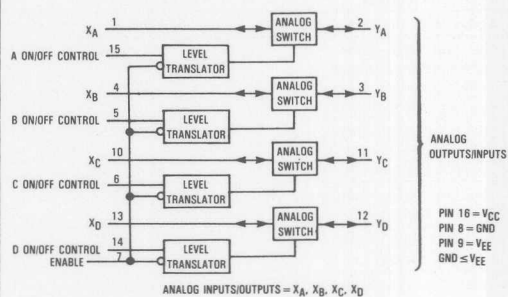 XA 1 ANALOG SWITCH 2 YA
A ON/OFF CONTROL 15 LEVEL TRANSLATOR
XB 4 ANALOG SWITCH 3 YB
B ON/OFF CONTROL 5 LEVEL TRANSLATOR
XC 10 ANALOG SWITCH 11 YC
C ON/OFF CONTROL 6 LEVEL TRANSLATOR
XD 13 ANALOG SWITCH 12 YD
D ON/OFF CONTROL 14 LEVEL TRANSLATOR
ENABLE 7
ANALOG OUTPUTS/INPUTS
PIN 16 = VCC
PIN 8 = GND
PIN 9 = VEE
GND ≤ VEE
ANALOG INPUTS/OUTPUTS = XA, XB, XC, XD